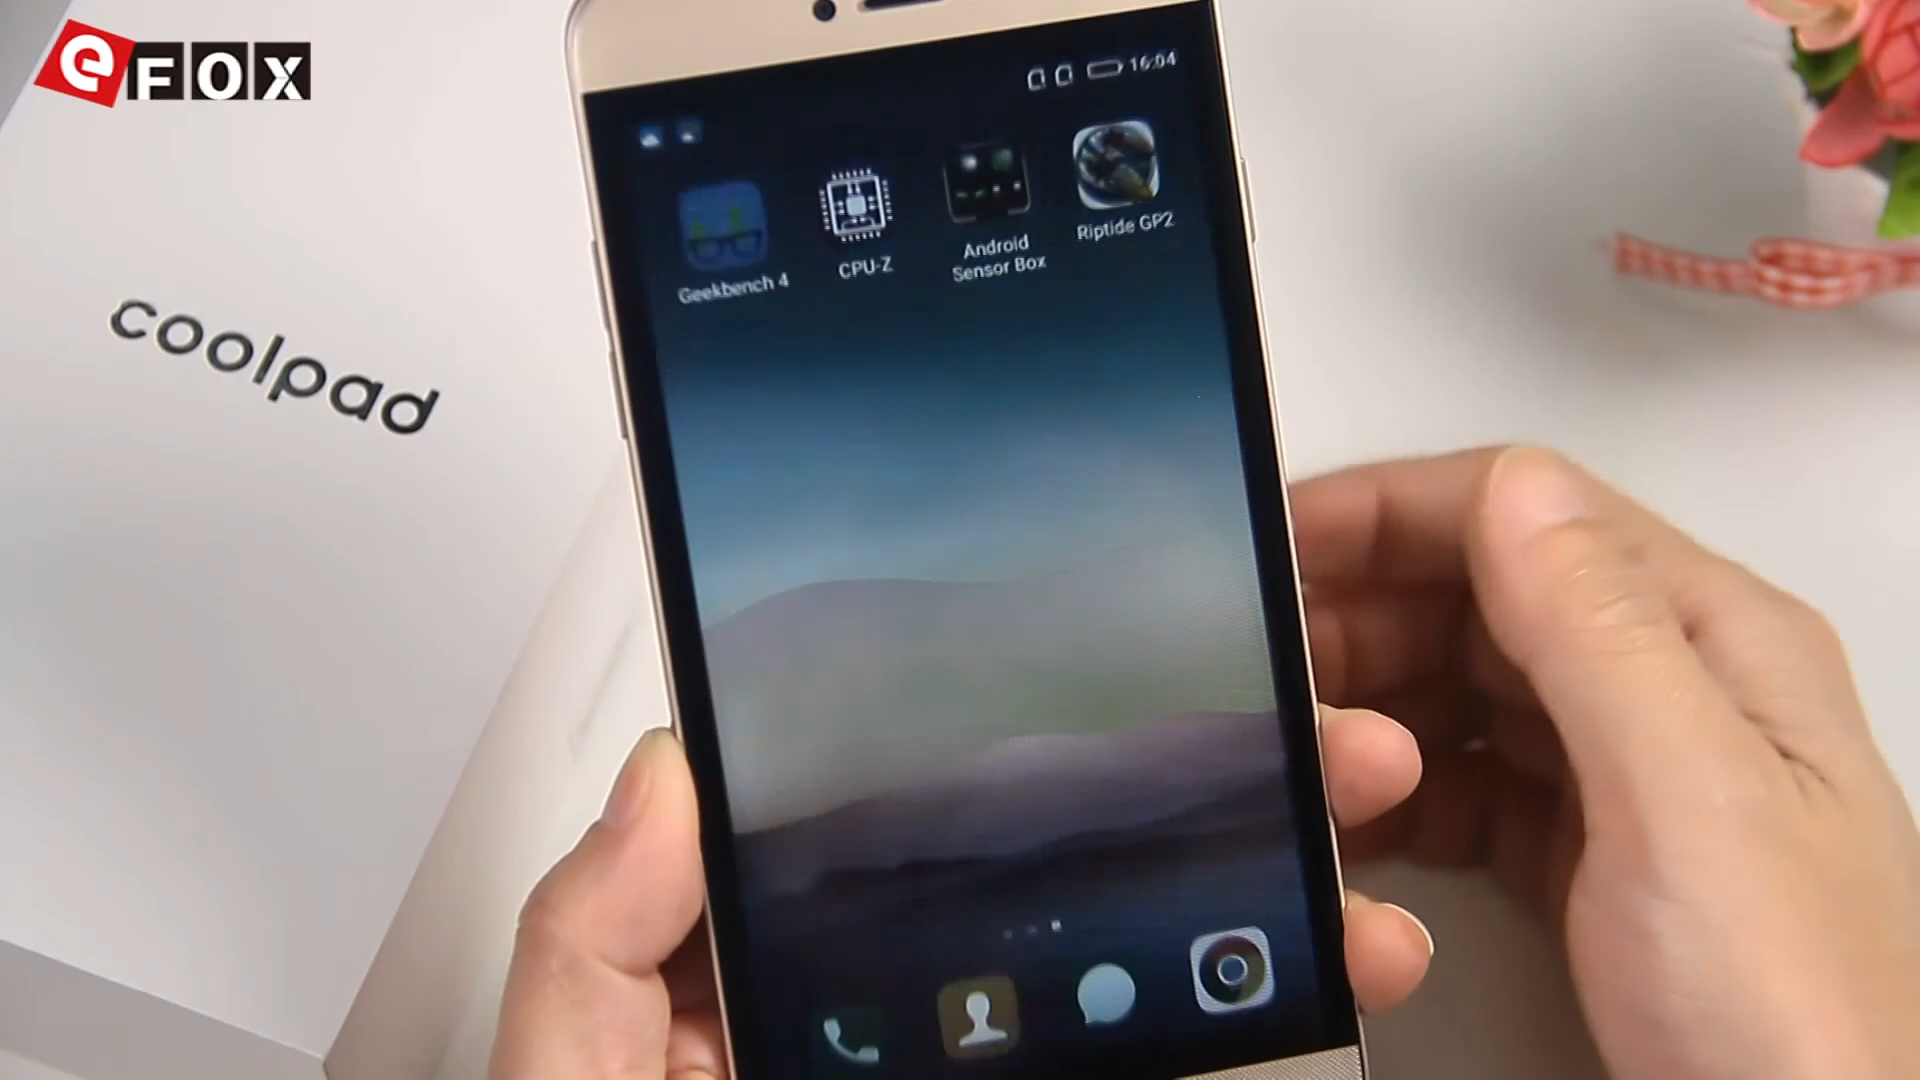 eFOX
coolpad
16:04
Geekbench 4
CPU-Z
Android
Sensor Box
Riptide GP2